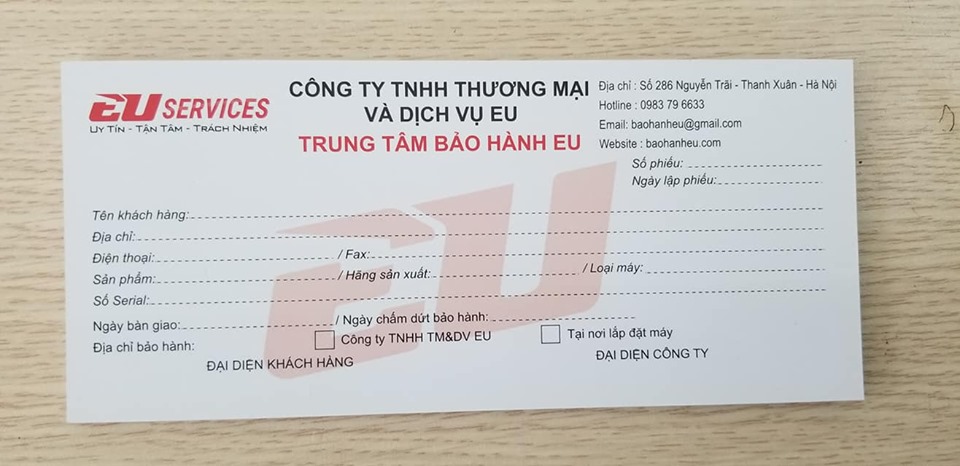 EU SERVICES
UY TÍN - TẬN TÂM - TRÁCH NHIỆM
CÔNG TY TNHH THƯƠNG MẠI
VÀ DỊCH VỤ EU
TRUNG TÂM BẢO HÀNH EU
Địa chỉ : Số 286 Nguyễn Trãi - Thanh Xuân - Hà Nội
Hotline : 0983 79 6633
Email: baohanheu@gmail.com
Website : baohanheu.com
Số phiếu:
Ngày lập phiếu:
EU
Tên khách hàng:
Địa chỉ:
Điện thoại: / Fax:
Sản phẩm: / Hãng sản xuất: / Loại máy:
Số Serial:
Ngày bàn giao: / Ngày chấm dứt bảo hành:
Địa chỉ bảo hành: Công ty TNHH TM&DV EU Tại nơi lắp đặt máy
ĐẠI DIỆN KHÁCH HÀNG ĐẠI DIỆN CÔNG TY